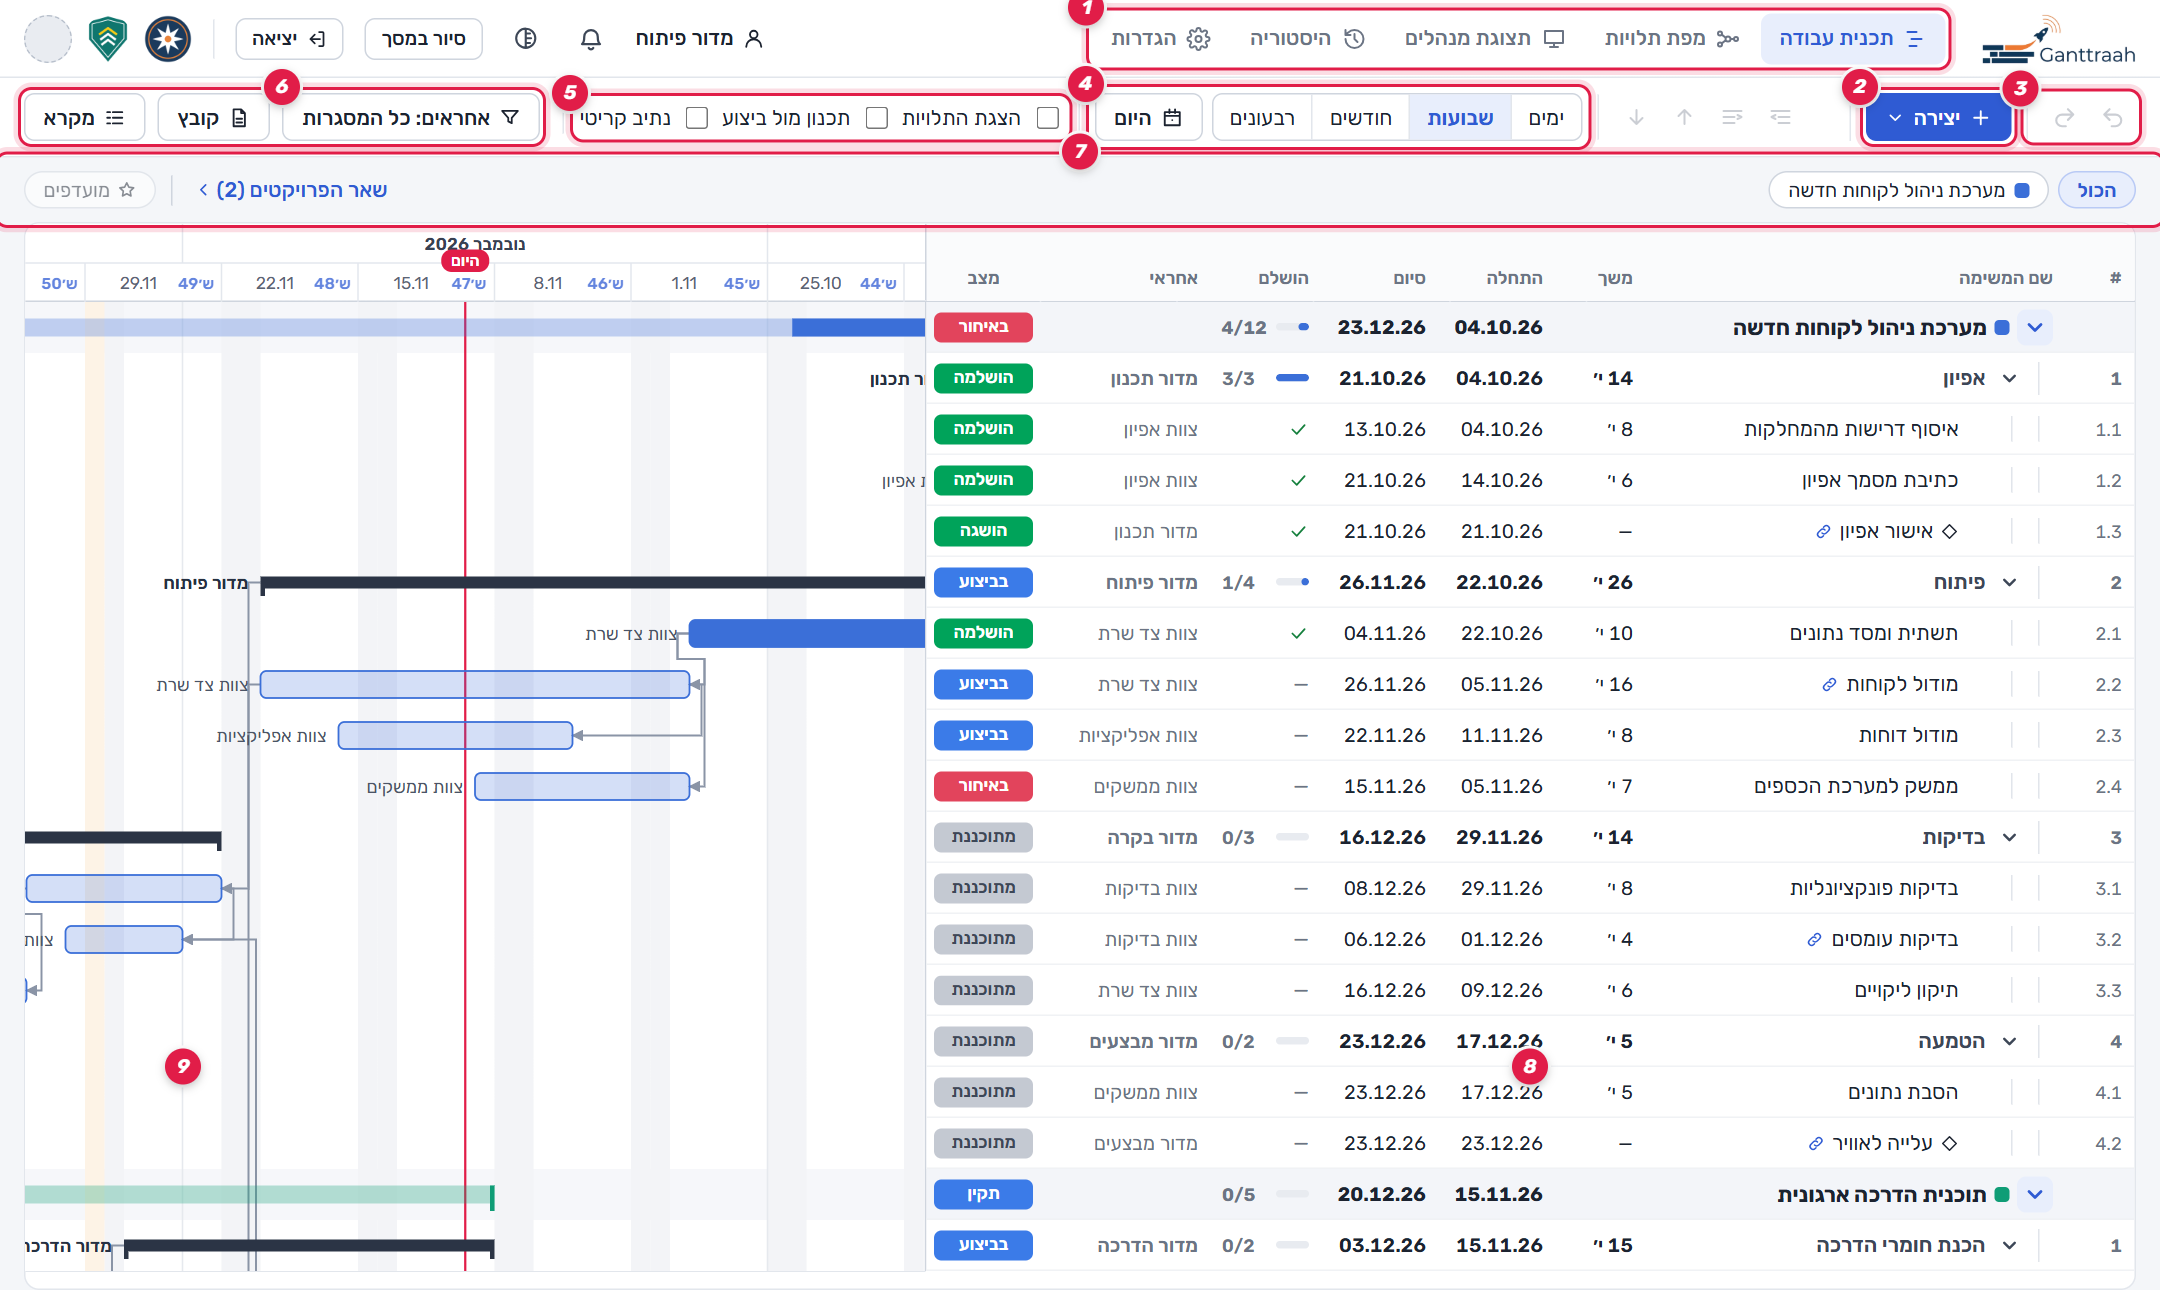 Ganttraah
תכנית עבודה
מפת תלויות
תצוגת מנהלים
היסטוריה
הגדרות
1
מדור פיתוח
סיור במסך
יציאה
3
2
יצירה
ימים
שבועות
חודשים
רבעונים
היום
4
הצגת התלויות
תכנון מול ביצוע
נתיב קריטי
5
אחראים: כל המסגרות
קובץ
מקרא
6
7
הכול
מערכת ניהול לקוחות חדשה
שאר הפרויקטים (2)
מועדפים
# שם המשימה משך התחלה סיום הושלם אחראי מצב
מערכת ניהול לקוחות חדשה 04.10.26 23.12.26 4/12 באיחור
1 אפיון 14 י׳ 04.10.26 21.10.26 3/3 מדור תכנון הושלמה
1.1 איסוף דרישות מהמחלקות 8 י׳ 04.10.26 13.10.26 צוות אפיון הושלמה
1.2 כתיבת מסמך אפיון 6 י׳ 14.10.26 21.10.26 צוות אפיון הושלמה
1.3 אישור אפיון – 21.10.26 21.10.26 מדור תכנון הושגה
2 פיתוח 26 י׳ 22.10.26 26.11.26 1/4 מדור פיתוח בביצוע
2.1 תשתית ומסד נתונים 10 י׳ 22.10.26 04.11.26 צוות צד שרת הושלמה
2.2 מודול לקוחות 16 י׳ 05.11.26 26.11.26 – צוות צד שרת בביצוע
2.3 מודול דוחות 8 י׳ 11.11.26 22.11.26 – צוות אפליקציות בביצוע
2.4 ממשק למערכת הכספים 7 י׳ 05.11.26 15.11.26 – צוות ממשקים באיחור
3 בדיקות 14 י׳ 29.11.26 16.12.26 0/3 מדור בקרה מתוכננת
3.1 בדיקות פונקציונליות 8 י׳ 29.11.26 08.12.26 – צוות בדיקות מתוכננת
3.2 בדיקות עומסים 4 י׳ 01.12.26 06.12.26 – צוות בדיקות מתוכננת
3.3 תיקון ליקויים 6 י׳ 09.12.26 16.12.26 – צוות צד שרת מתוכננת
4 הטמעה 5 י׳ 17.12.26 23.12.26 0/2 מדור מבצעים מתוכננת
8
4.1 הסבת נתונים 5 י׳ 17.12.26 23.12.26 – צוות ממשקים מתוכננת
4.2 עלייה לאוויר – 23.12.26 23.12.26 – מדור מבצעים מתוכננת
תוכנית הדרכה ארגונית 15.11.26 20.12.26 0/5 תקין
1 הכנת חומרי הדרכה 15 י׳ 15.11.26 03.12.26 0/2 מדור הדרכה בביצוע
נובמבר 2026
היום
ש׳44 25.10 ש׳45 1.11 ש׳46 8.11 ש׳47 15.11 ש׳48 22.11 ש׳49 29.11 ש׳50
תכנון
אפיון
מדור פיתוח
צוות צד שרת
צוות צד שרת
צוות אפליקציות
צוות ממשקים
9
מדור